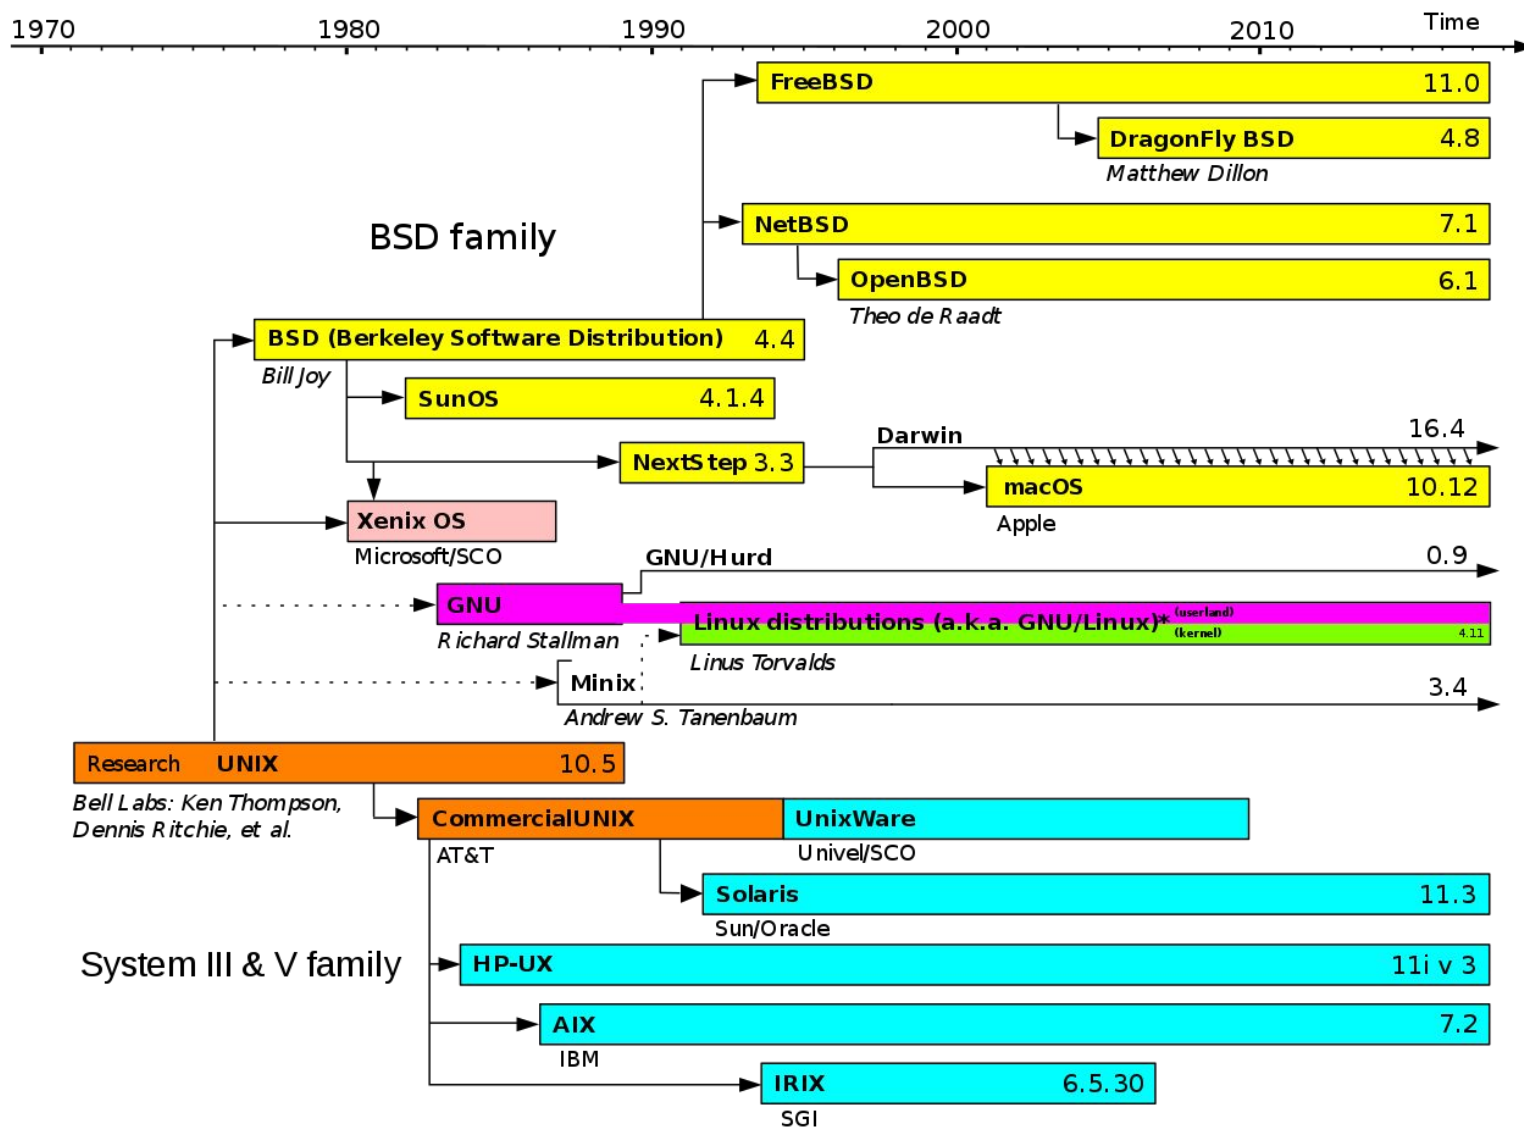 1970 1980 1990 2000 2010 Time
FreeBSD 11.0
DragonFly BSD 4.8
Matthew Dillon
NetBSD 7.1
BSD family
OpenBSD 6.1
Theo de Raadt
BSD (Berkeley Software Distribution) 4.4
Bill Joy
SunOS 4.1.4
Darwin 16.4
NextStep 3.3
macOS 10.12
Apple
Xenix OS
Microsoft/SCO
GNU/Hurd 0.9
GNU
Linux distributions (a.k.a. GNU/Linux)* (userland)
(kernel) 4.11
Richard Stallman
Linus Torvalds
Minix 3.4
Andrew S. Tanenbaum
Research UNIX 10.5
Bell Labs: Ken Thompson,
Dennis Ritchie, et al.
CommercialUNIX UnixWare
AT&T Univel/SCO
Solaris 11.3
Sun/Oracle
System III & V family
HP-UX 11i v 3
AIX 7.2
IBM
IRIX 6.5.30
SGI